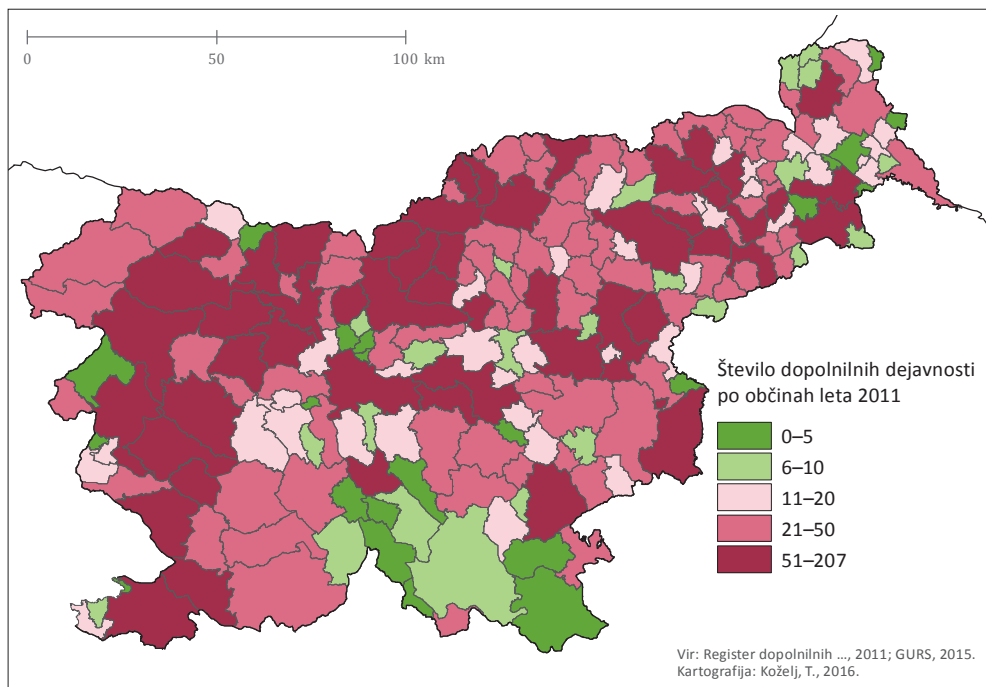 0 50 100 km
Število dopolnilnih dejavnosti
po občinah leta 2011
0–5
6–10
11–20
21–50
51–207
Vir: Register dopolnilnih ..., 2011; GURS, 2015.
Kartografija: Koželj, T., 2016.